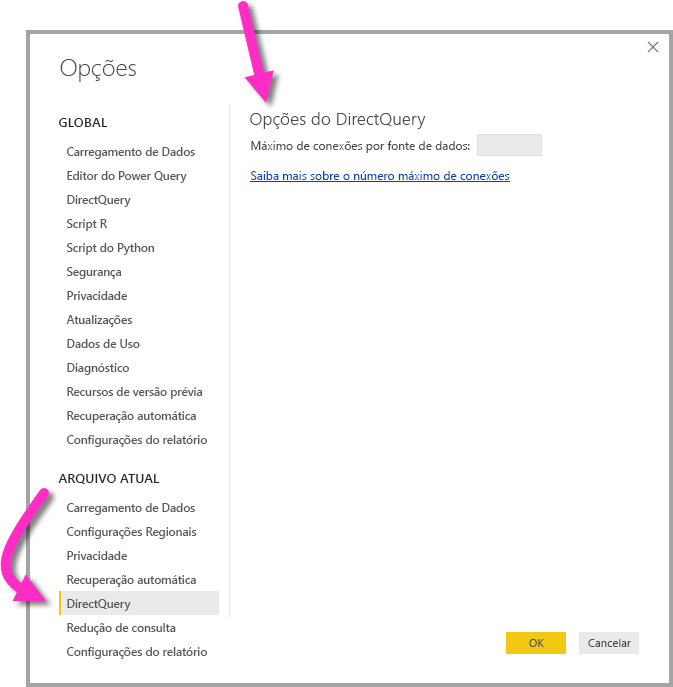 Opções
GLOBAL
Carregamento de Dados
Editor do Power Query
DirectQuery
Script R
Script do Python
Segurança
Privacidade
Atualizações
Dados de Uso
Diagnóstico
Recursos de versão prévia
Recuperação automática
Configurações do relatório
ARQUIVO ATUAL
Carregamento de Dados
Configurações Regionais
Privacidade
Recuperação automática
DirectQuery
Redução de consulta
Configurações do relatório
Opções do DirectQuery
Máximo de conexões por fonte de dados:
Saiba mais sobre o número máximo de conexões
OK
Cancelar